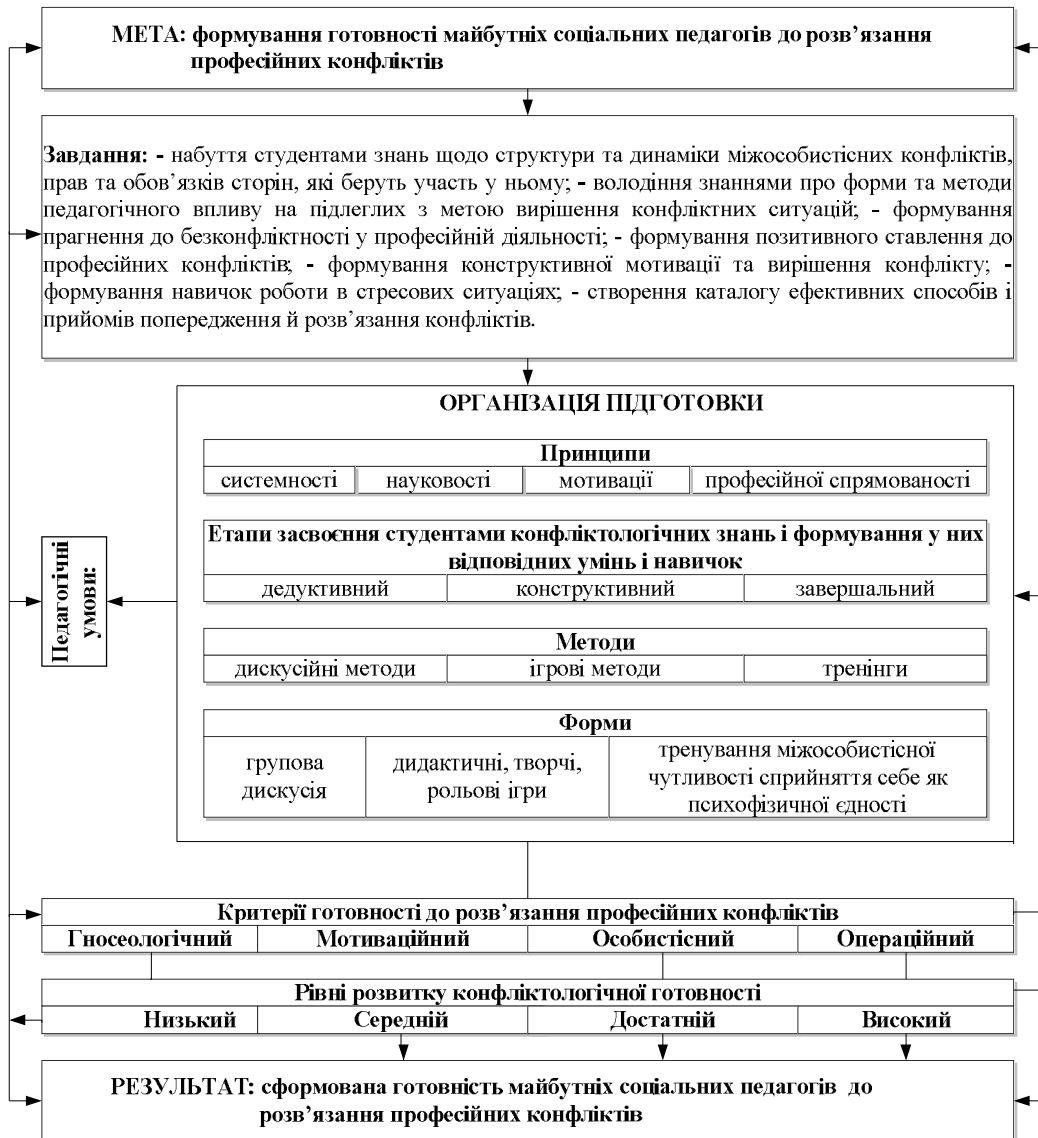 МЕТА: формування готовності майбутніх соціальних педагогів до розв’язання
професійних конфліктів
Завдання: - набуття студентами знань щодо структури та динаміки міжособистісних конфліктів,
прав та обов’язків сторін, які беруть участь у ньому; - володіння знаннями про форми та методи
педагогічного впливу на підлеглих з метою вирішення конфліктних ситуацій; - формування
прагнення до безконфліктності у професійній діяльності; - формування позитивного ставлення до
професійних конфліктів; - формування конструктивної мотивації та вирішення конфлікту; -
формування навичок роботи в стресових ситуаціях; - створення каталогу ефективних способів і
прийомів попередження й розв’язання конфліктів.
ОРГАНІЗАЦІЯ ПІДГОТОВКИ
Принципи
системності науковості мотивації професійної спрямованості
Етапи засвоєння студентами конфліктологічних знань і формування у них
відповідних умінь і навичок
дедуктивний конструктивний завершальний
Педагогічні
умови:
Методи
дискусійні методи ігрові методи тренінги
Форми
групова
дискусія
дидактичні, творчі,
рольові ігри
тренування міжособистісної
чутливості сприйняття себе як
психофізичної єдності
Критерії готовності до розв’язання професійних конфліктів
Гносеологічний Мотиваційний Особистісний Операційний
Рівні розвитку конфліктологічної готовності
Низький Середній Достатній Високий
РЕЗУЛЬТАТ: сформована готовність майбутніх соціальних педагогів до
розв’язання професійних конфліктів